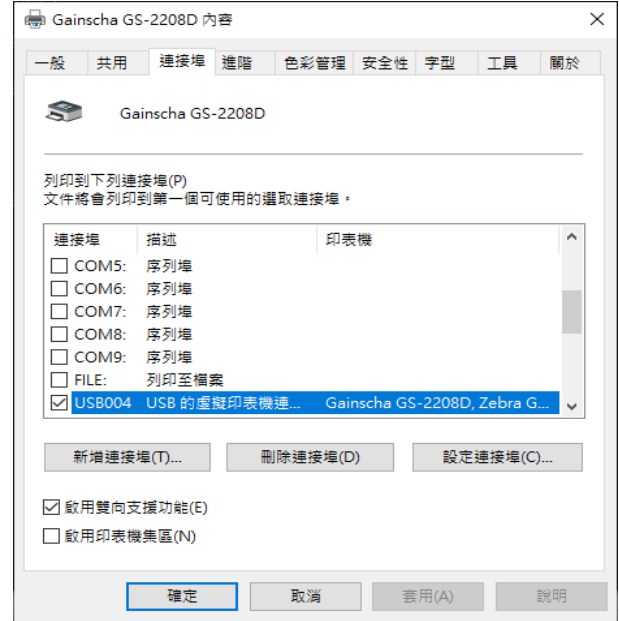 Gainscha GS-2208D 內容
一般 共用 連接埠 進階 色彩管理 安全性 字型 工具 關於
Gainscha GS-2208D
列印到下列連接埠(P)
文件將會列印到第一個可使用的選取連接埠。
連接埠 描述 印表機
COM5: 序列埠
COM6: 序列埠
COM7: 序列埠
COM8: 序列埠
COM9: 序列埠
FILE: 列印至檔案
USB004 USB 的虛擬印表機連... Gainscha GS-2208D, Zebra G...
新增連接埠(T)... 刪除連接埠(D) 設定連接埠(C)...
啟用雙向支援功能(E)
啟用印表機集區(N)
確定 取消 套用(A) 說明